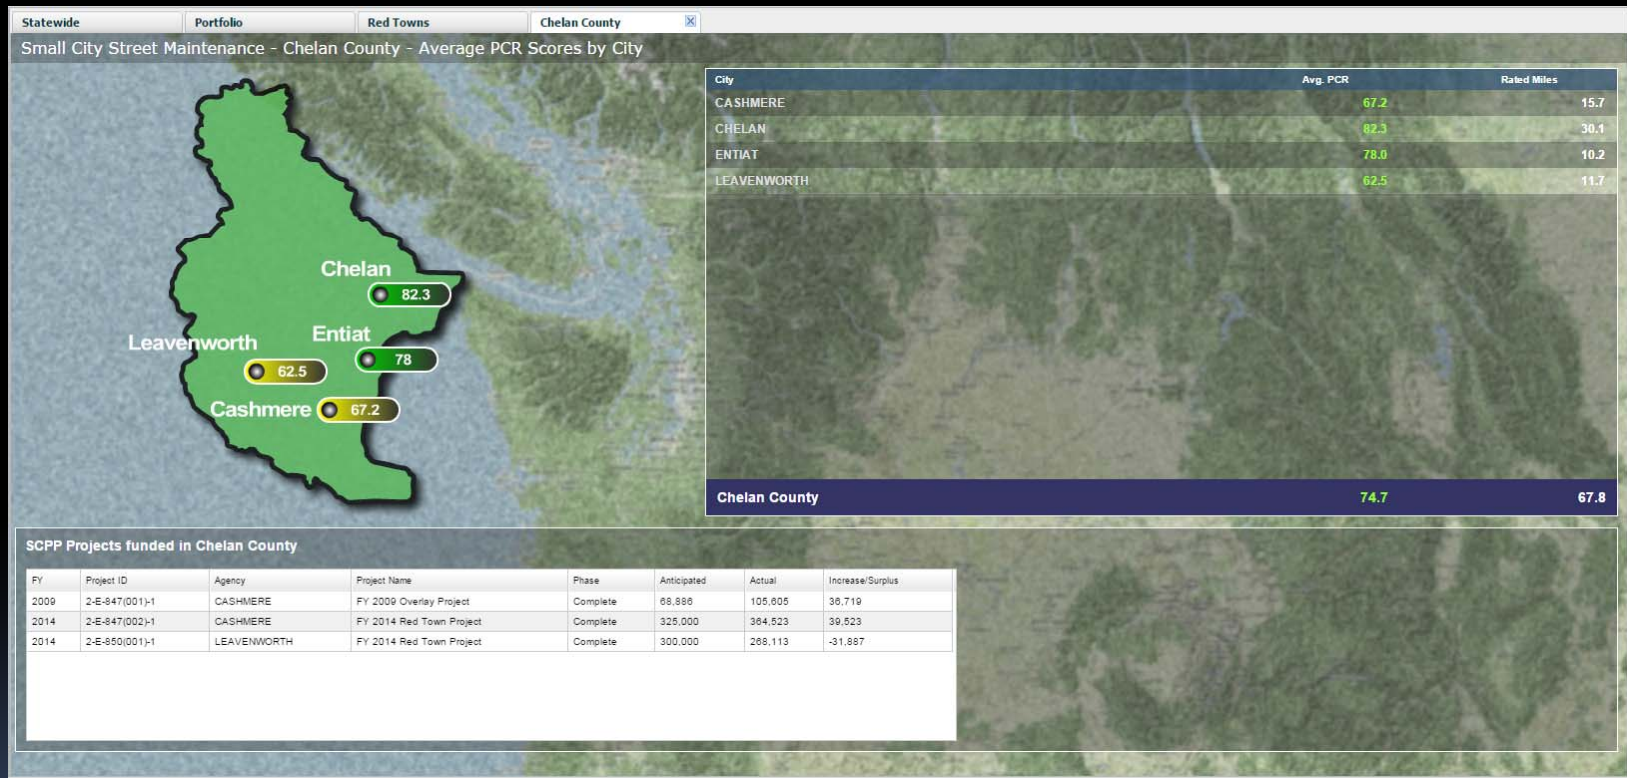 Statewide Portfolio Red Towns Chelan County
Small City Street Maintenance - Chelan County - Average PCR Scores by City
Chelan
82.3
Entiat
78
Leavenworth
62.5
Cashmere 67.2
City Avg. PCR Rated Miles
CASHMERE 67.2 15.7
CHELAN 82.3 30.1
ENTIAT 78.0 10.2
LEAVENWORTH 62.5 11.7
Chelan County 74.7 67.8
SCPP Projects funded in Chelan County
FY Project ID Agency Project Name Phase Anticipated Actual Increase/Surplus
2009 2-E-847(001)-1 CASHMERE FY 2009 Overlay Project Complete 68,886 105,605 36,719
2014 2-E-847(002)-1 CASHMERE FY 2014 Red Town Project Complete 325,000 364,523 39,523
2014 2-E-850(001)-1 LEAVENWORTH FY 2014 Red Town Project Complete 300,000 268,113 -31,887